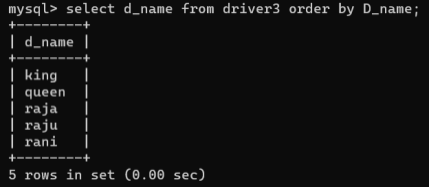 mysql> select d_name from driver3 order by D_name;
+--------+
| d_name |
+--------+
| king   |
| queen  |
| raja   |
| raju   |
| rani   |
+--------+
5 rows in set (0.00 sec)